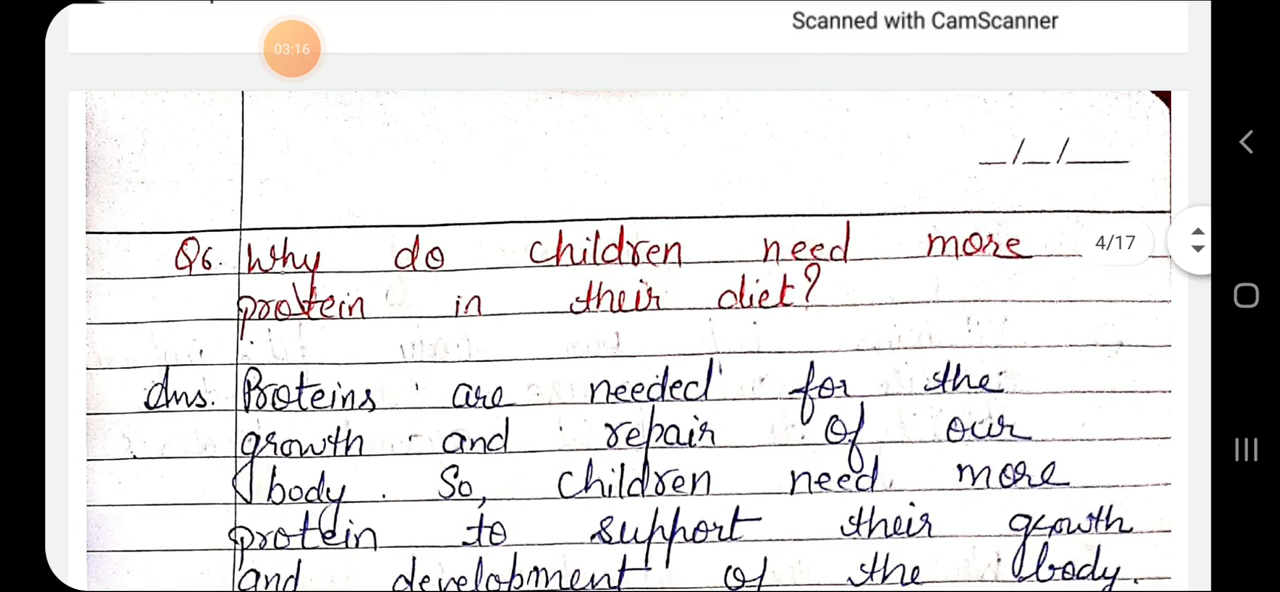 Scanned with CamScanner
03:16
_/_/__
Q6. Why do children need more
4/17
protein in their diet?
Ans. Proteins are needed for the
growth and repair of our
body. So, children need more
protein to support their growth
and development of the body.